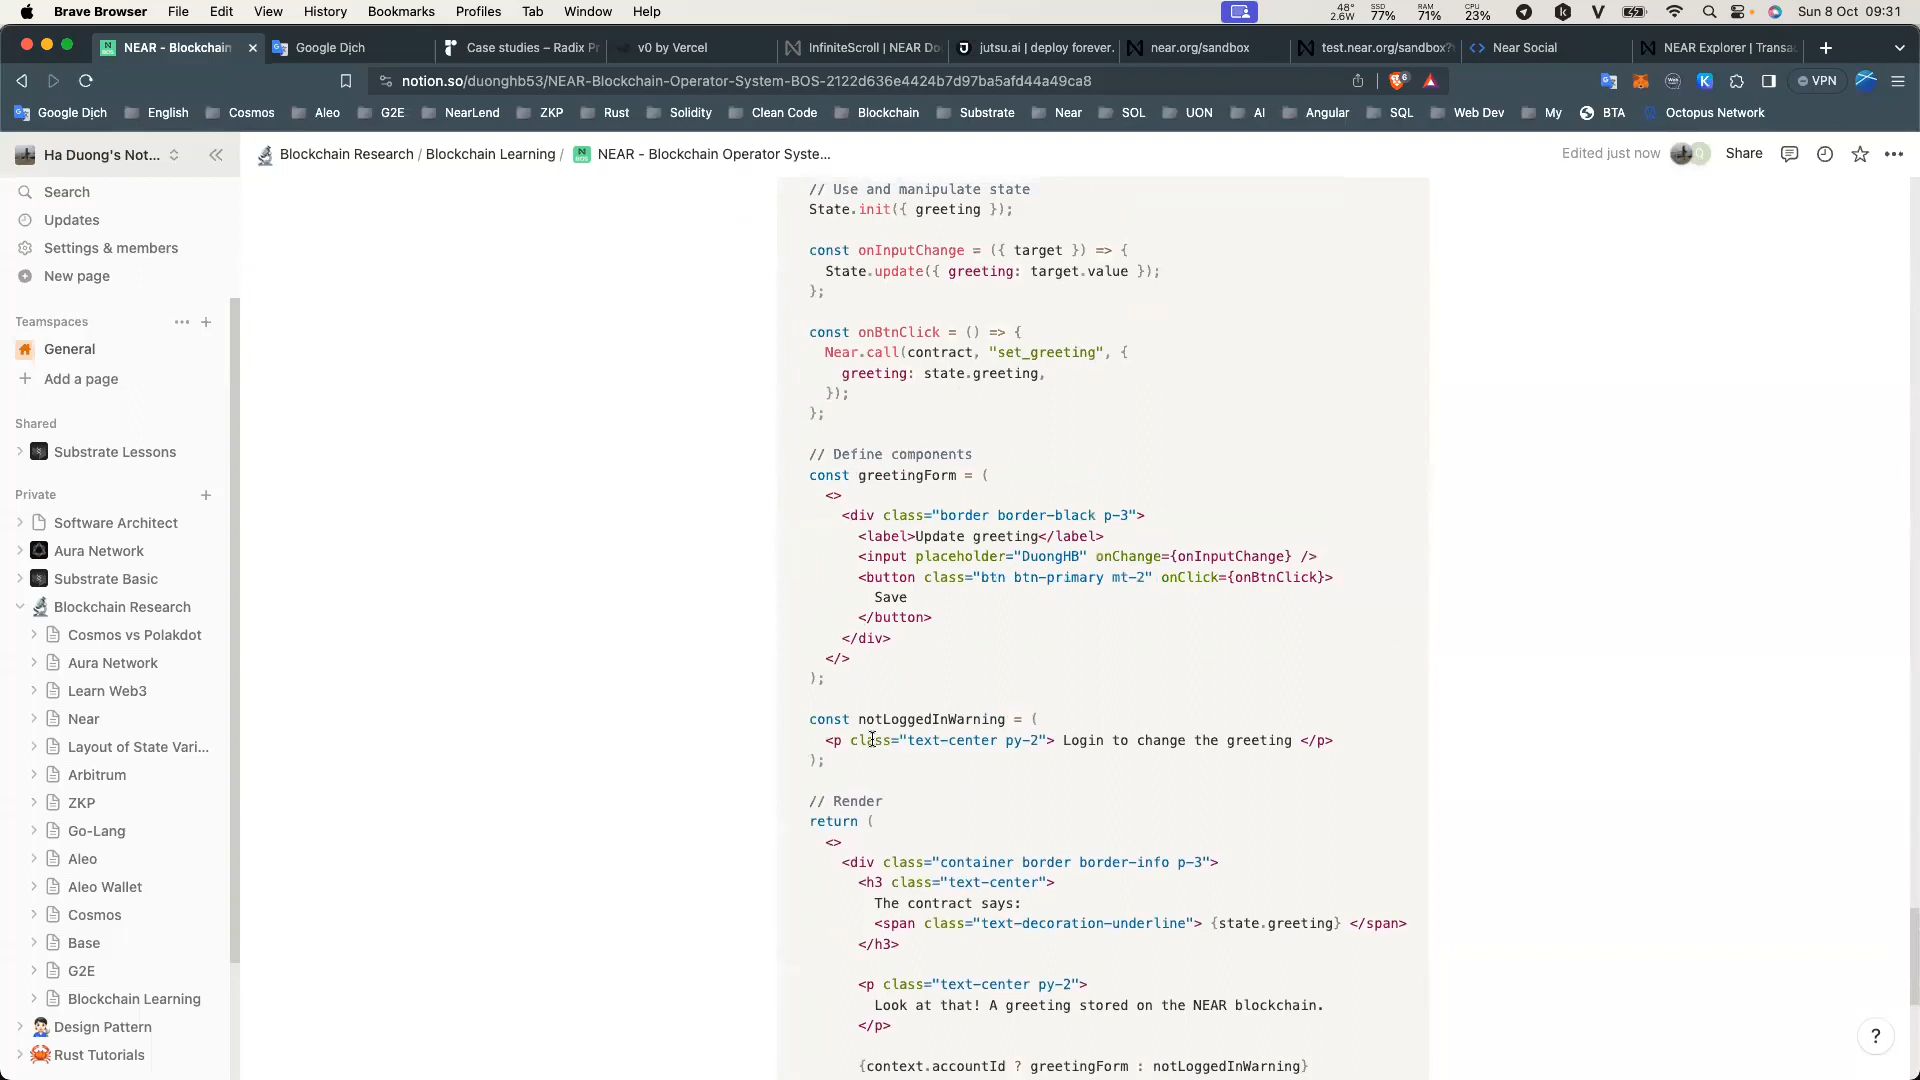 Brave Browser File Edit View History Bookmarks Profiles Tab Window Help 48° 2.6W SSD 77% RAM 71% CPU 23% Sun 8 Oct 09:31
NEAR - Blockchain Google Dịch Case studies – Radix Pr v0 by Vercel InfiniteScroll | NEAR Do jutsu.ai | deploy forever. near.org/sandbox test.near.org/sandbox? Near Social NEAR Explorer | Transa
notion.so/duonghb53/NEAR-Blockchain-Operator-System-BOS-2122d636e4424b7d97ba5afd44a49ca8 6 VPN
Google Dịch English Cosmos Aleo G2E NearLend ZKP Rust Solidity Clean Code Blockchain Substrate Near SOL UON AI Angular SQL Web Dev My BTA Octopus Network
Ha Duong's Not...
Blockchain Research / Blockchain Learning / NEAR - Blockchain Operator Syste...
Edited just now Q Share
Search
Updates
Settings & members
New page
Teamspaces
General
Add a page
Shared
Substrate Lessons
Private
Software Architect
Aura Network
Substrate Basic
Blockchain Research
Cosmos vs Polakdot
Aura Network
Learn Web3
Near
Layout of State Vari...
Arbitrum
ZKP
Go-Lang
Aleo
Aleo Wallet
Cosmos
Base
G2E
Blockchain Learning
Design Pattern
Rust Tutorials
// Use and manipulate state
State.init({ greeting });
const onInputChange = ({ target }) => {
State.update({ greeting: target.value });
};
const onBtnClick = () => {
Near.call(contract, "set_greeting", {
greeting: state.greeting,
});
};
// Define components
const greetingForm = (
<>
<div class="border border-black p-3">
<label>Update greeting</label>
<input placeholder="DuongHB" onChange={onInputChange} />
<button class="btn btn-primary mt-2" onClick={onBtnClick}>
Save
</button>
</div>
</>
);
const notLoggedInWarning = (
<p class="text-center py-2"> Login to change the greeting </p>
);
// Render
return (
<>
<div class="container border border-info p-3">
<h3 class="text-center">
The contract says:
<span class="text-decoration-underline"> {state.greeting} </span>
</h3>
<p class="text-center py-2">
Look at that! A greeting stored on the NEAR blockchain.
</p>
{context.accountId ? greetingForm : notLoggedInWarning}
?